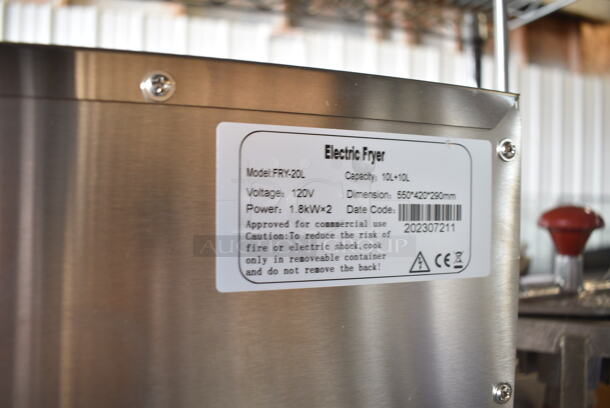 Electric Fryer
Model:FRY-20L Capacity: 10L+10L
Voltage: 120V Dimension: 550*420*290mm
Power: 1.8kW×2 Date Code:
202307211
Approved for commercial use
Caution:To reduce the risk of
fire or electric shock,cook
only in removeable container
and do not remove the back!
CE